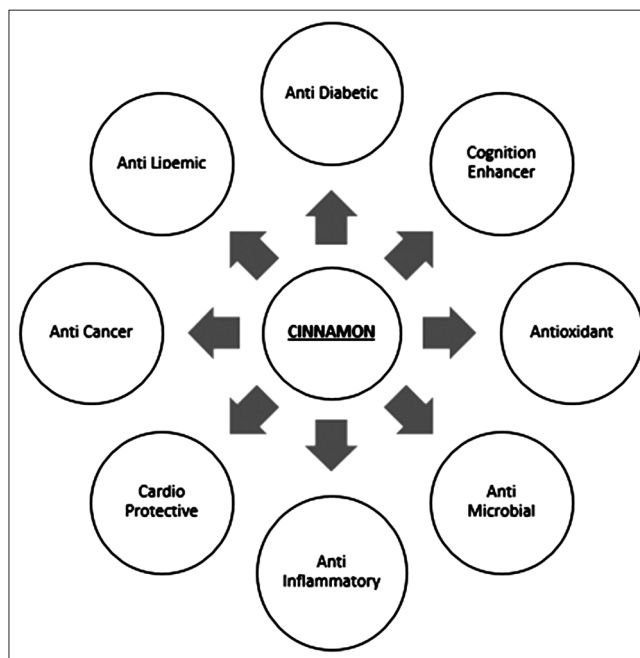 Anti Diabetic
Cognition
Enhancer
Antioxidant
Anti
Microbial
Anti
Inflammatory
Cardio
Protective
Anti Cancer
Anti Lipemic
CINNAMON